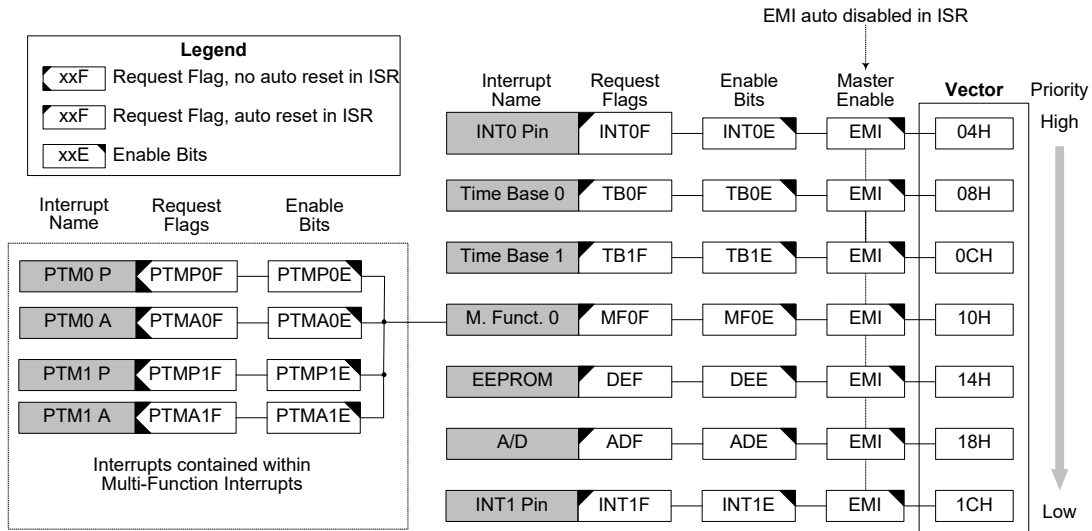 EMI auto disabled in ISR
Legend
xxF Request Flag, no auto reset in ISR
xxF Request Flag, auto reset in ISR
xxE Enable Bits
Interrupt Name Request Flags Enable Bits Master Enable Vector Priority
High
INT0 Pin INT0F INT0E EMI 04H
Time Base 0 TB0F TB0E EMI 08H
Time Base 1 TB1F TB1E EMI 0CH
M. Funct. 0 MF0F MF0E EMI 10H
EEPROM DEF DEE EMI 14H
A/D ADF ADE EMI 18H
INT1 Pin INT1F INT1E EMI 1CH
Low
Interrupt Name Request Flags Enable Bits
PTM0 P PTMP0F PTMP0E
PTM0 A PTMA0F PTMA0E
PTM1 P PTMP1F PTMP1E
PTM1 A PTMA1F PTMA1E
Interrupts contained within
Multi-Function Interrupts